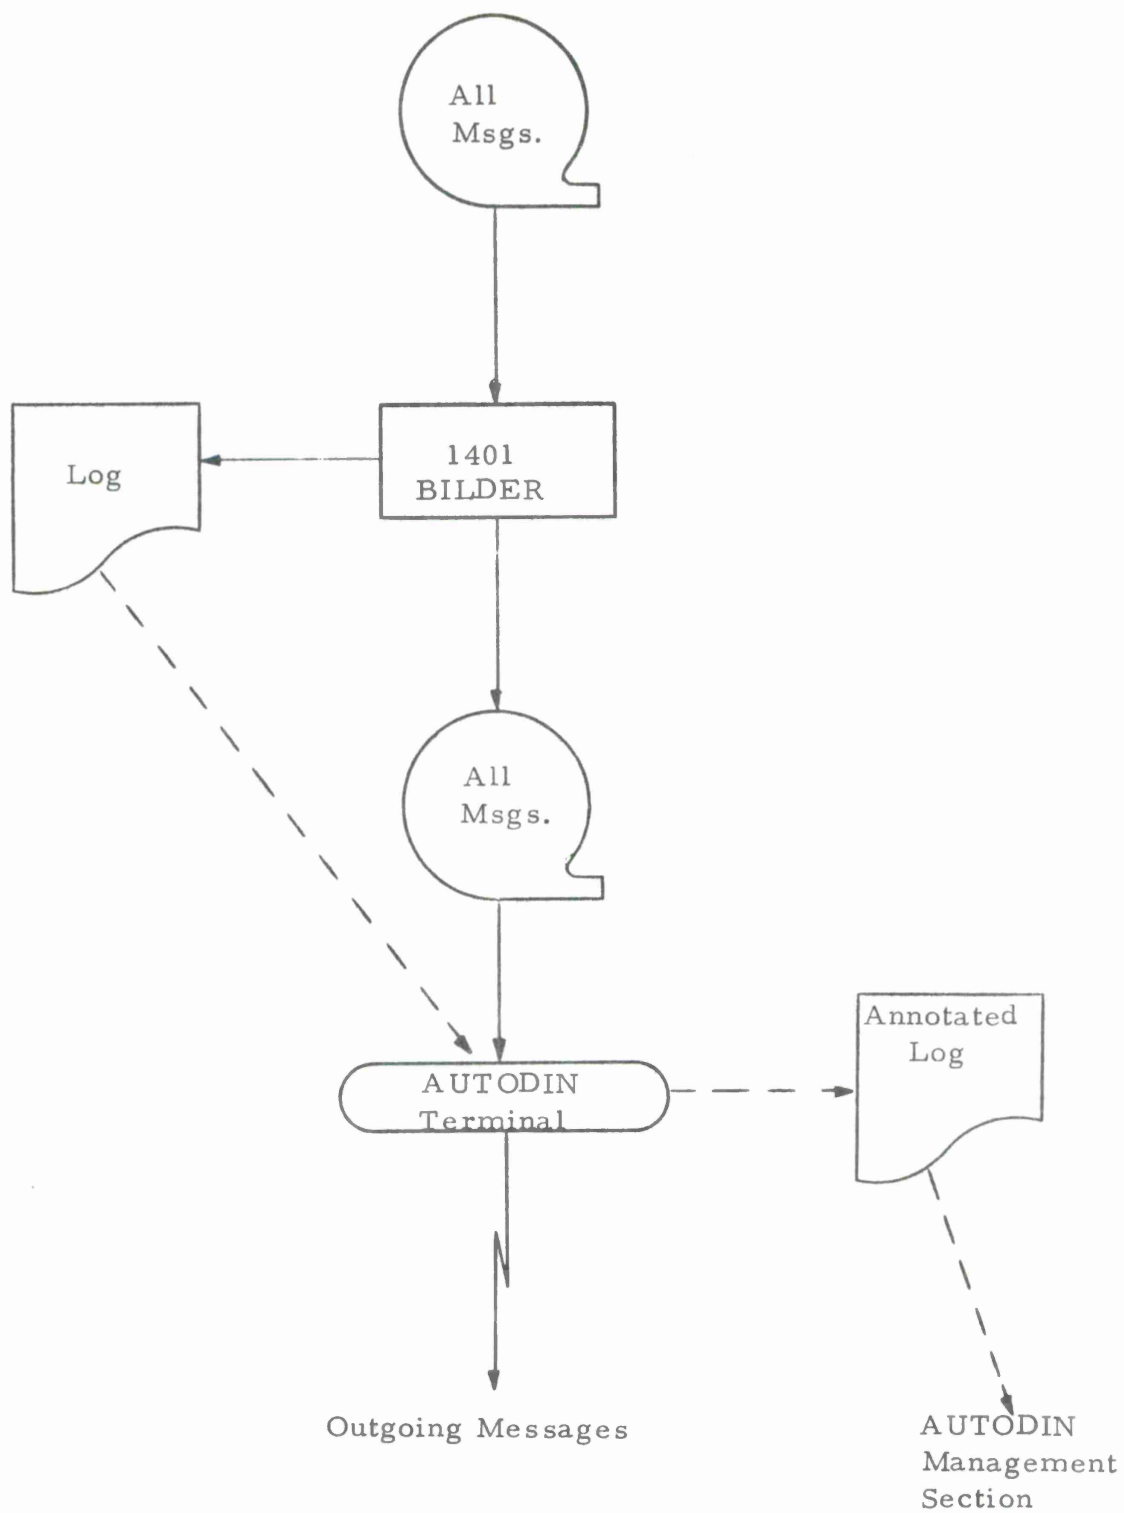 All
Msgs.
1401
BILDER
Log
All
Msgs.
AUTODIN
Terminal
Annotated
Log
Outgoing Messages
AUTODIN
Management
Section